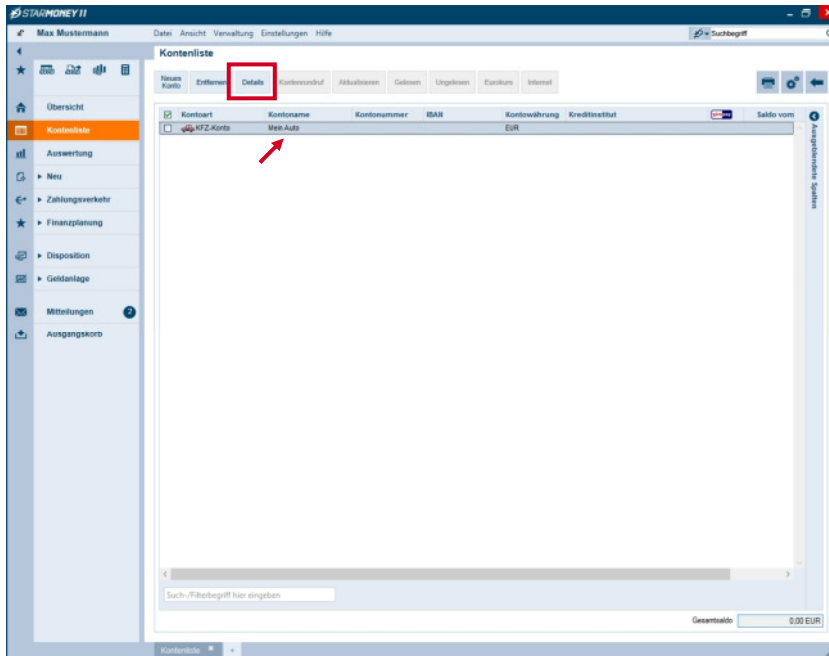 STARMONEY 11
Max Mustermann
Datei Ansicht Verwaltung Einstellungen Hilfe
Suchbegriff
Kontenliste
Neues Konto Entfernen Details Kontenrundruf Aktualisieren Gelesen Ungelesen Eurokurs Internet
Übersicht
Kontenliste
Auswertung
Neu
Zahlungsverkehr
Finanzplanung
Disposition
Geldanlage
Mitteilungen 2
Ausgangskorb
Kontoart Kontoname Kontonummer IBAN Kontowährung Kreditinstitut Saldo vom
KFZ-Konto Mein Auto EUR
Ausgeblendete Spalten
Such-/Filterbegriff hier eingeben
Gesamtsaldo 0,00 EUR
Kontenliste